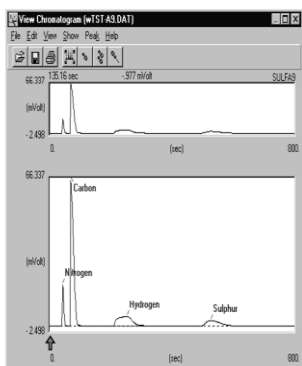 View Chromatogram (wTST-A9.DAT)
File Edit View Show Peak Help
66.337 135.16 sec -.977 mVolt SULFA9
(mVolt)
-2.498
0. (sec) 800.
66.337
Carbon
(mVolt)
Nitrogen
Hydrogen
Sulphur
-2.498
0. (sec) 800.